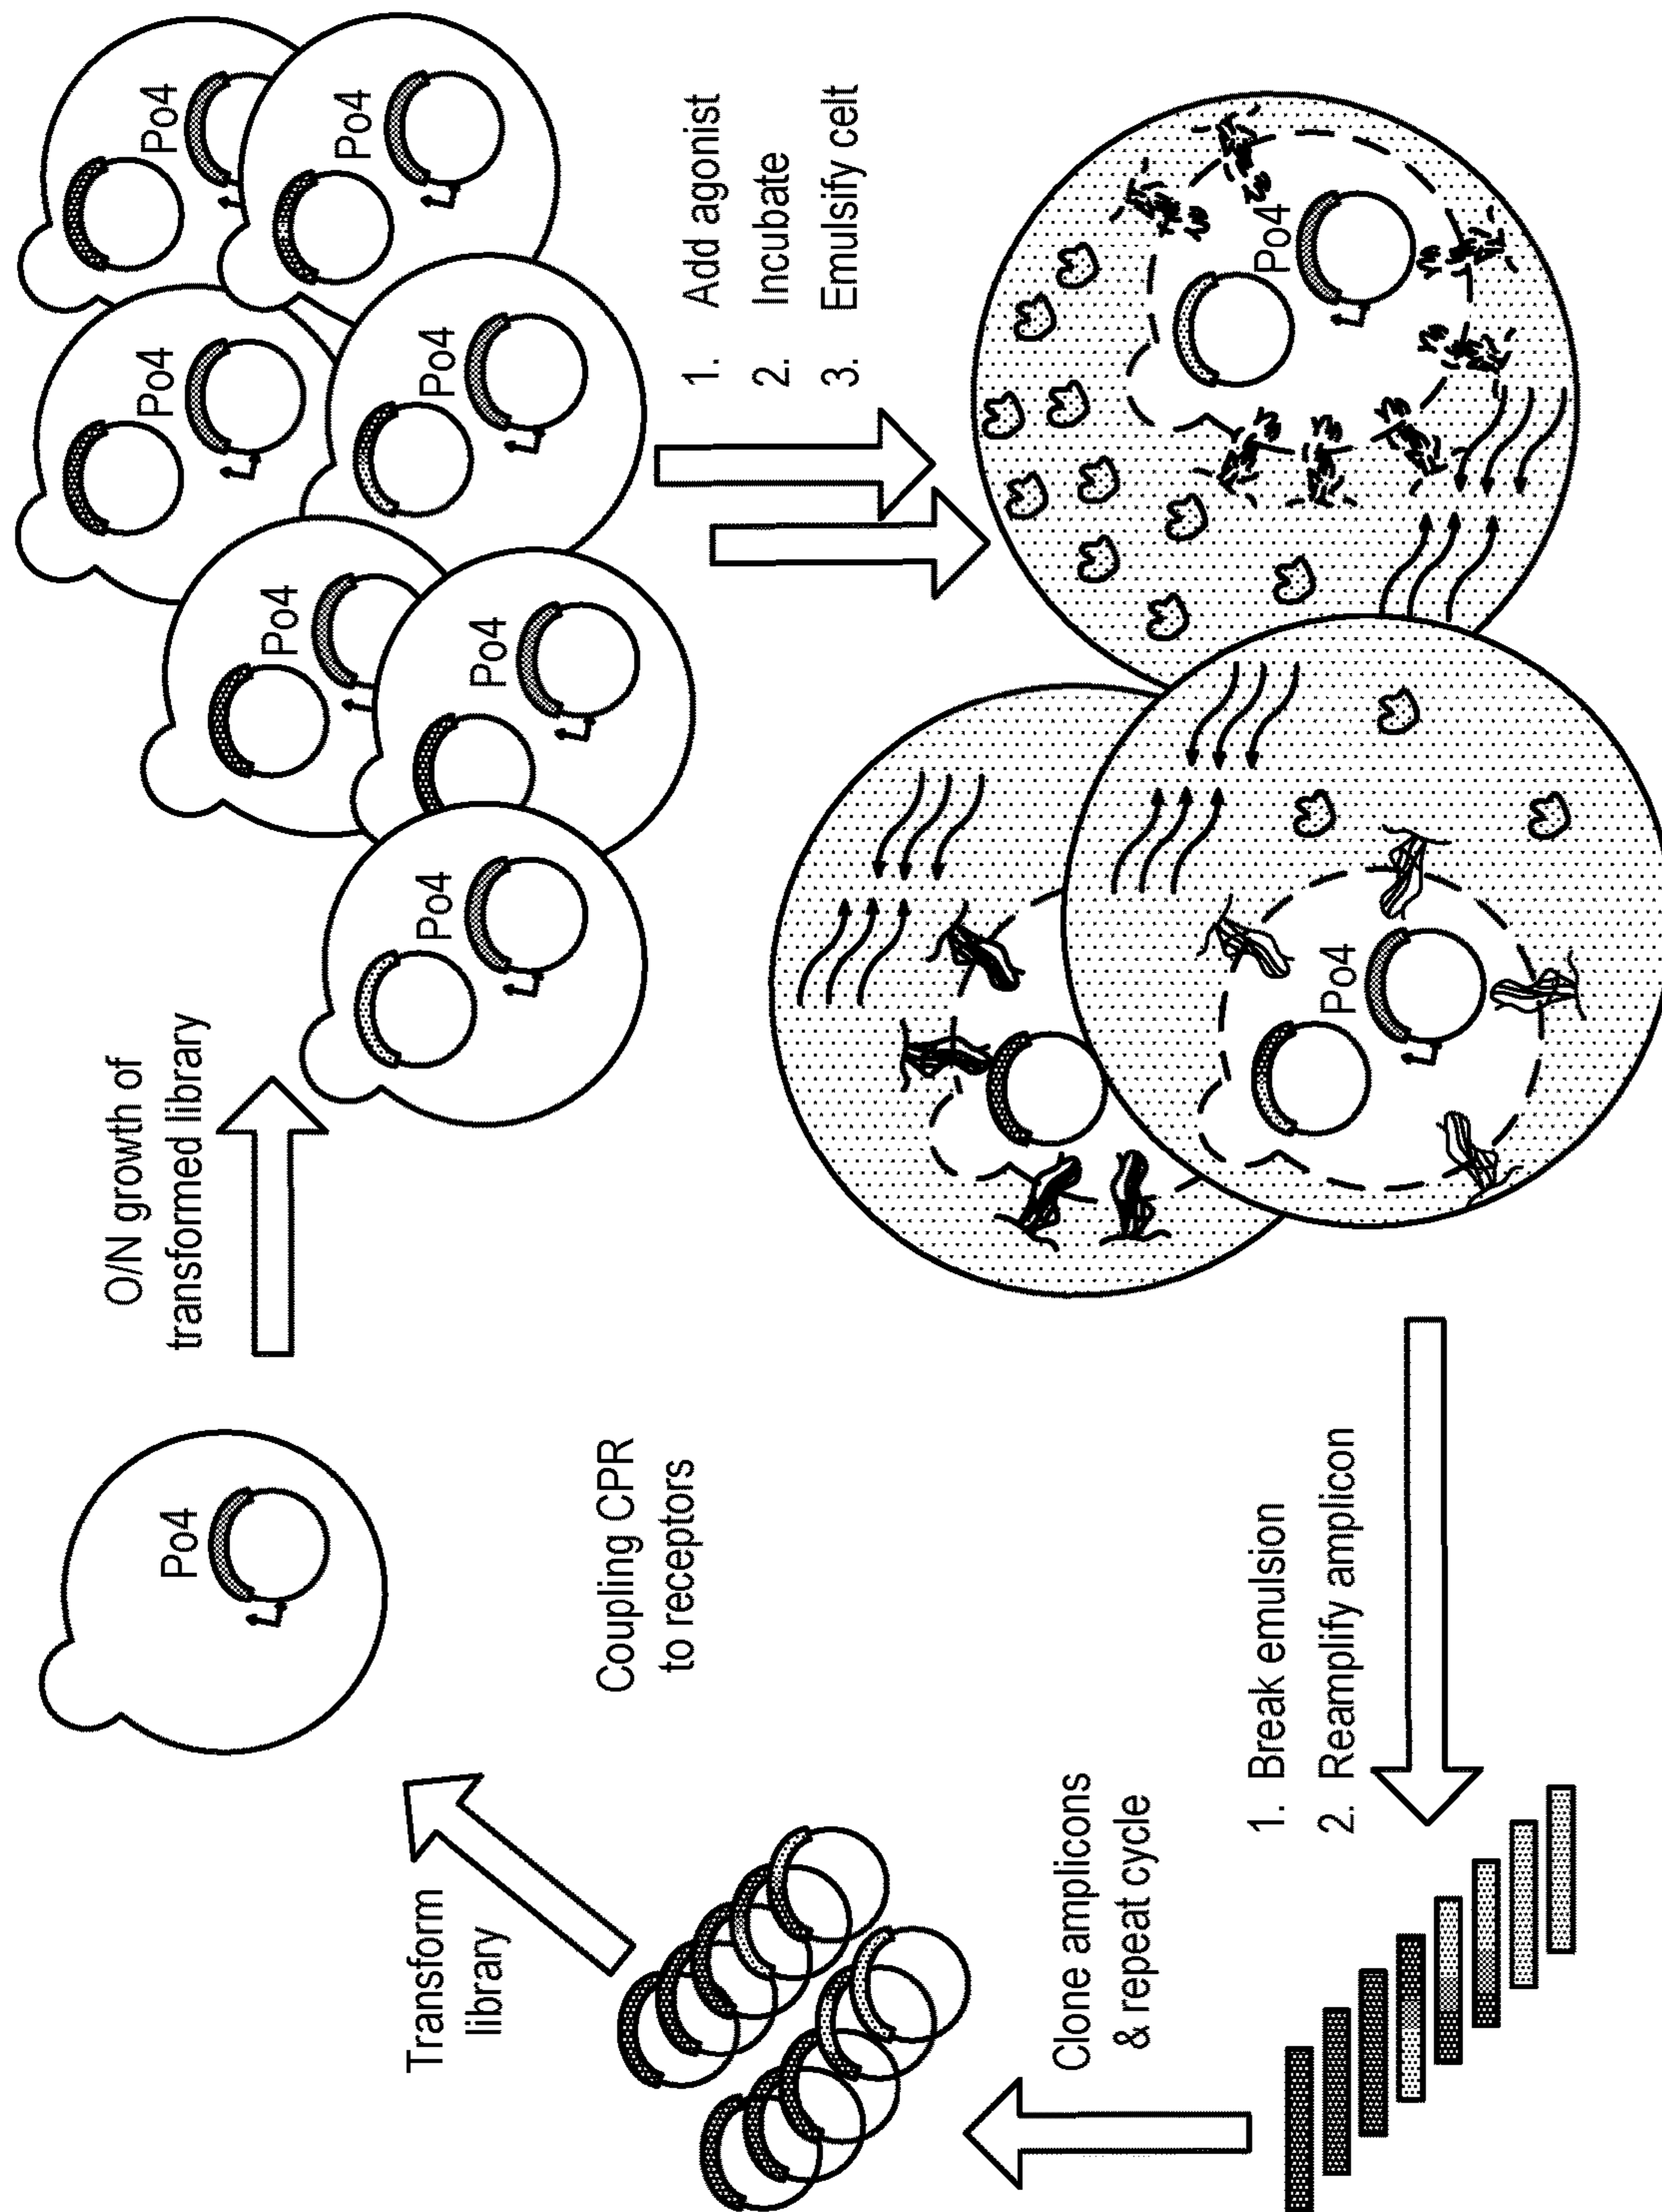 Transform
library
Po4
O/N growth of
transformed library
Po4
Po4
Po4
Po4
Po4
Po4
Po4
Coupling CPR
to receptors
1. Add agonist
2. Incubate
3. Emulsify celt
Po4
Po4
1. Break emulsion
2. Reamplify amplicon
Clone amplicons
& repeat cycle